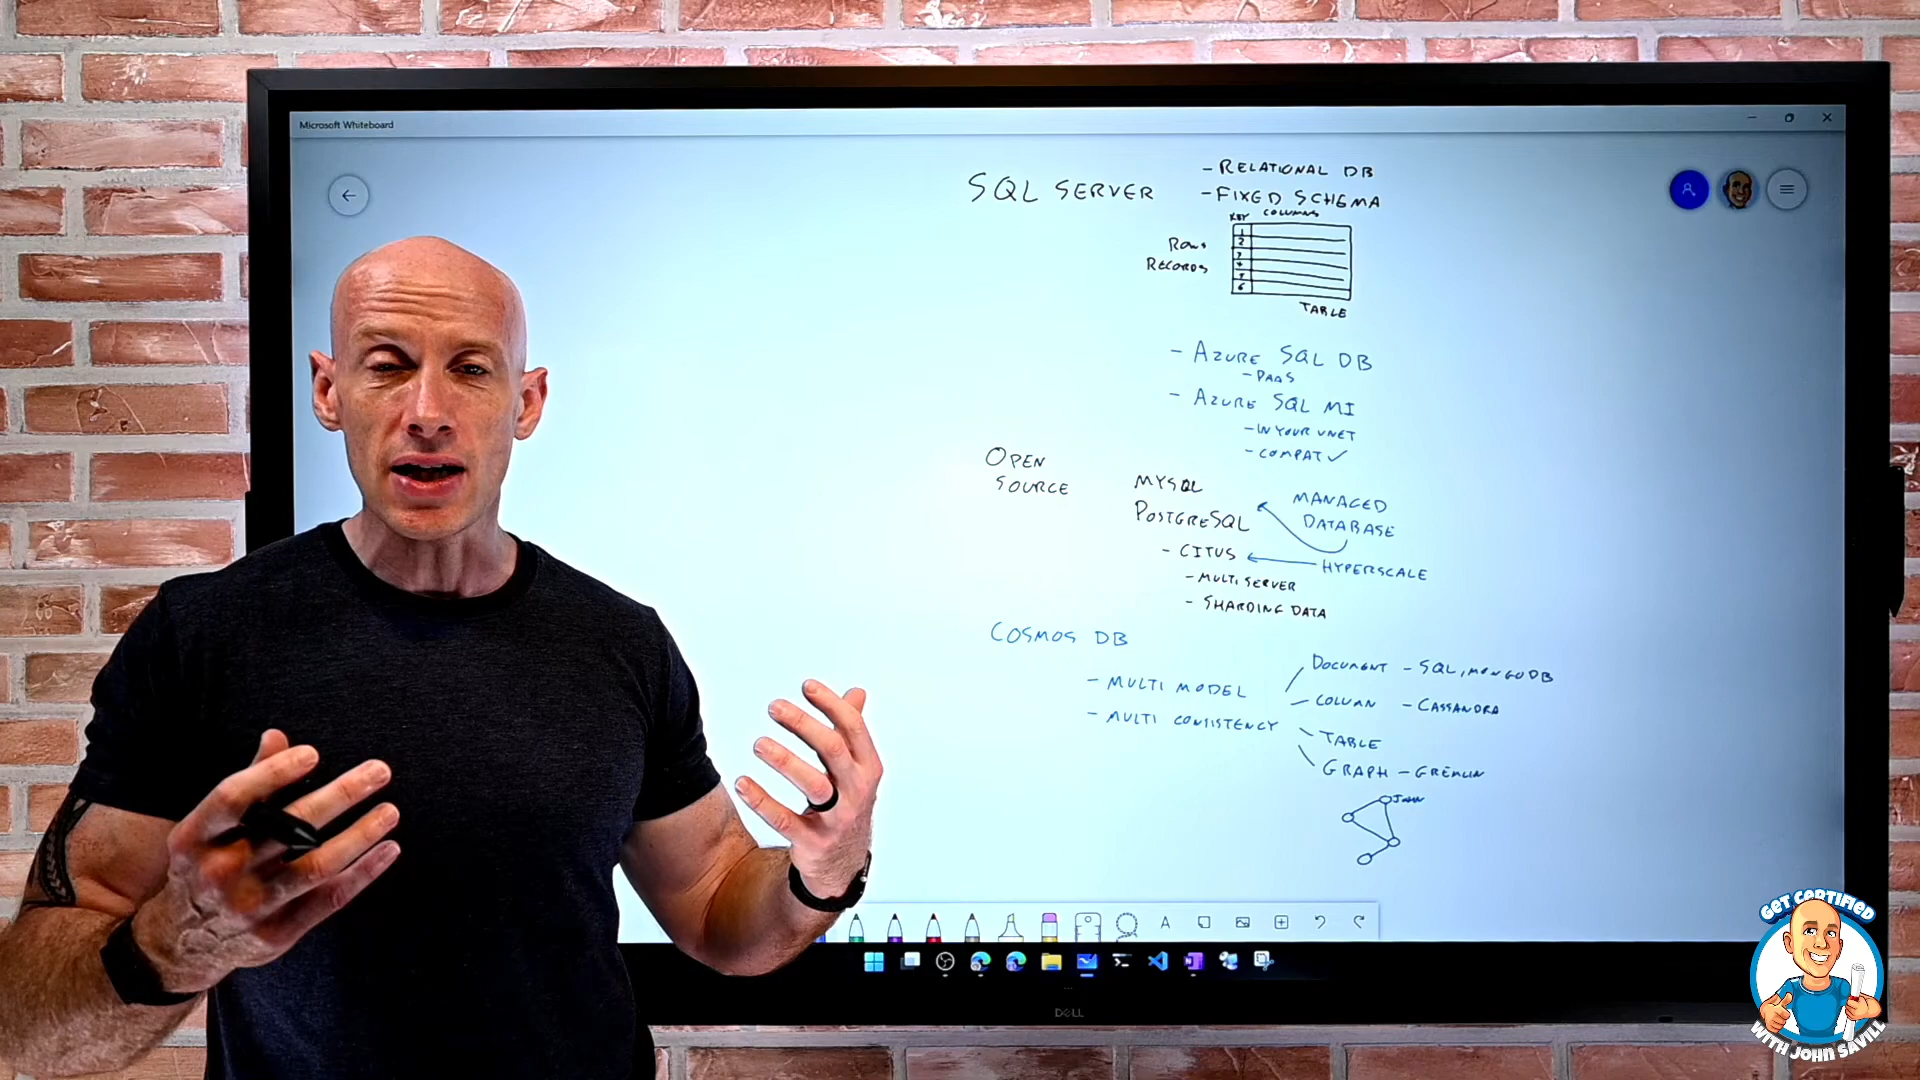 Microsoft Whiteboard
SQL SERVER
- RELATIONAL DB
- FIXED SCHEMA
KEY COLUMNS
ROWS
RECORDS
1
2
3
4
5
6
TABLE
- AZURE SQL DB
- PAAS
- AZURE SQL MI
- IN YOUR VNET
- COMPAT ✓
OPEN
SOURCE
MYSQL
POSTGRESQL
MANAGED
DATABASE
- CITUS
HYPERSCALE
- MULTI SERVER
- SHARDING DATA
COSMOS DB
- MULTI MODEL
- MULTI CONSISTENCY
DOCUMENT - SQL, MONGODB
COLUMN - CASSANDRA
TABLE
GRAPH - GREMLIN
JOHN
DELL
GET CERTIFIED
WITH JOHN SAVILL